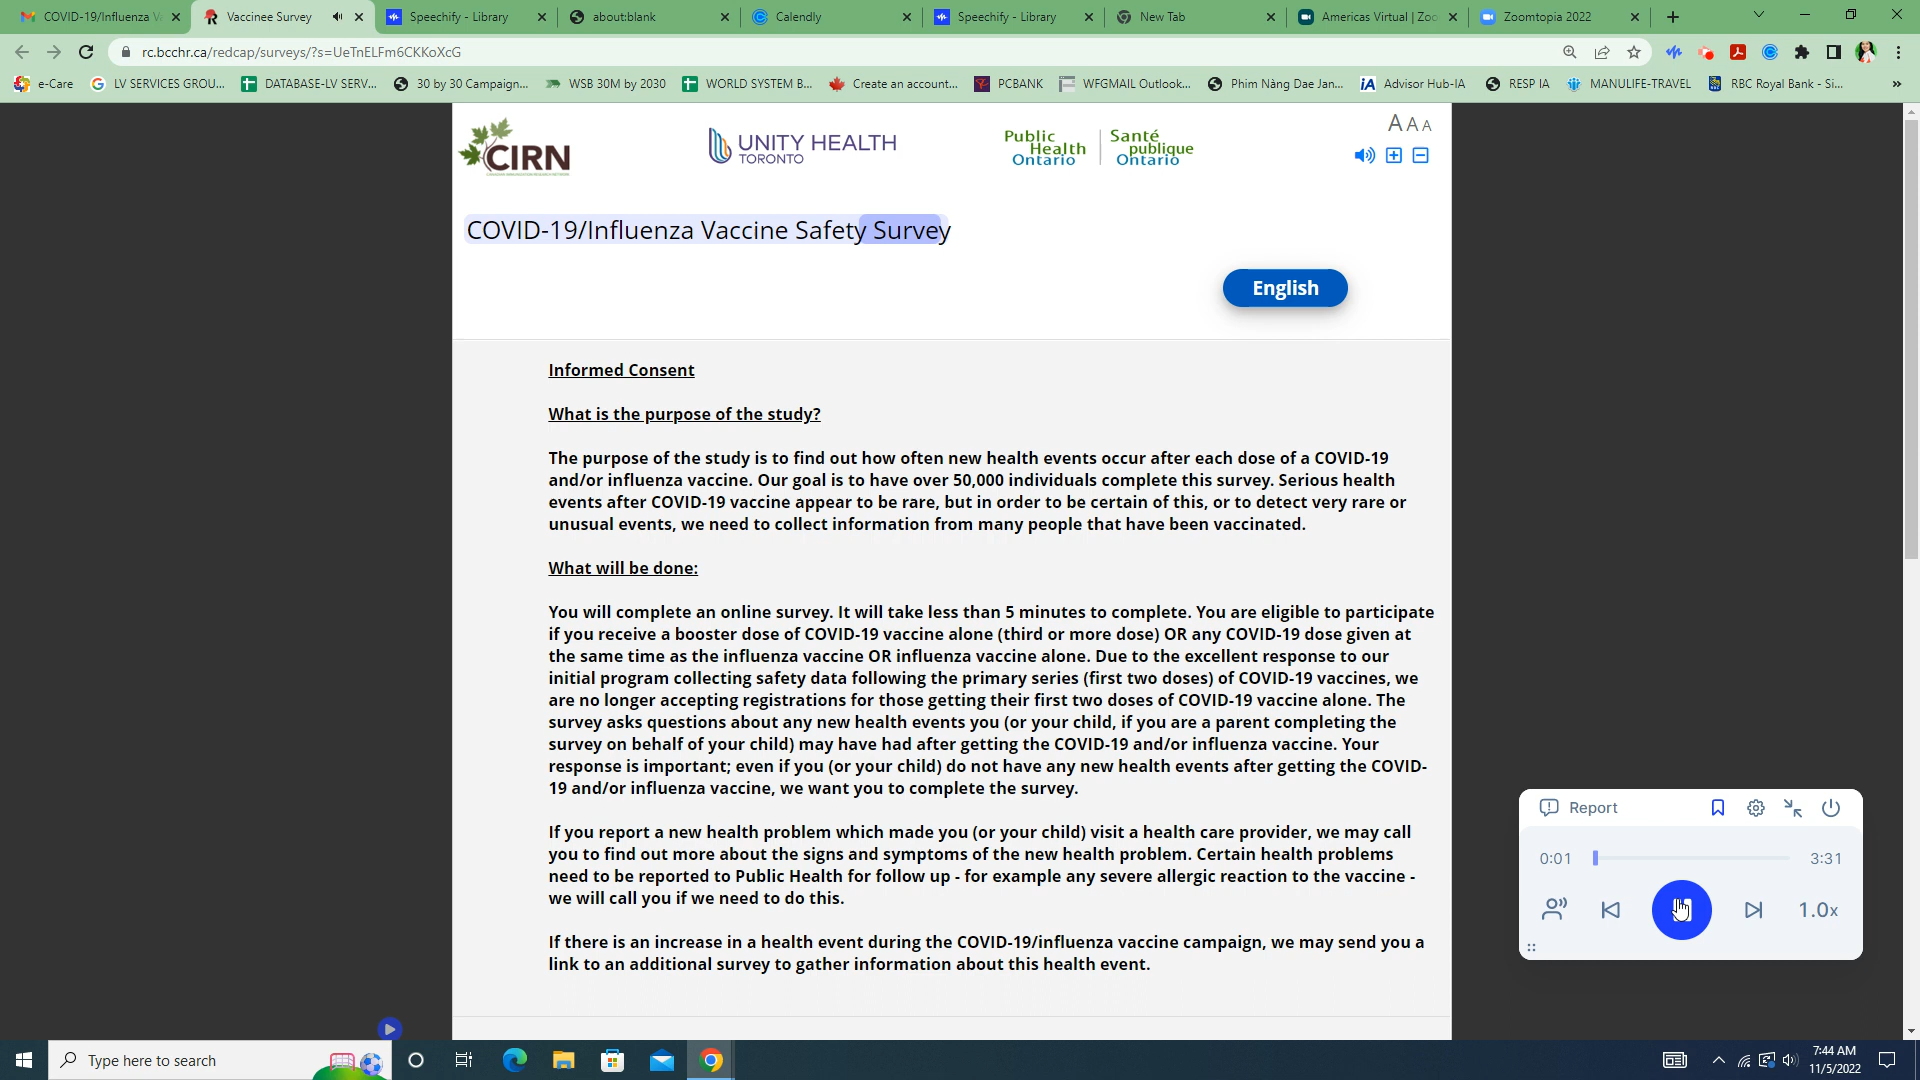 COVID-19/Influenza V
Vaccinee Survey
Speechify - Library
about:blank
Calendly
Speechify - Library
New Tab
Americas Virtual | Zoo
Zoomtopia 2022
rc.bcchr.ca/redcap/surveys/?s=UeTnELFm6CKKoXcG
e-Care
LV SERVICES GROU...
DATABASE-LV SERV...
30 by 30 Campaign...
WSB 30M by 2030
WORLD SYSTEM B...
Create an account...
PCBANK
WFGMAIL Outlook...
Phim Nàng Dae Jan...
Advisor Hub-IA
RESP IA
MANULIFE-TRAVEL
RBC Royal Bank - Si...
CIRN
UNITY HEALTH
TORONTO
Public
Health
Ontario
Santé
publique
Ontario
A A A
COVID-19/Influenza Vaccine Safety Survey
English
Informed Consent
What is the purpose of the study?
The purpose of the study is to find out how often new health events occur after each dose of a COVID-19
and/or influenza vaccine. Our goal is to have over 50,000 individuals complete this survey. Serious health
events after COVID-19 vaccine appear to be rare, but in order to be certain of this, or to detect very rare or
unusual events, we need to collect information from many people that have been vaccinated.
What will be done:
You will complete an online survey. It will take less than 5 minutes to complete. You are eligible to participate
if you receive a booster dose of COVID-19 vaccine alone (third or more dose) OR any COVID-19 dose given at
the same time as the influenza vaccine OR influenza vaccine alone. Due to the excellent response to our
initial program collecting safety data following the primary series (first two doses) of COVID-19 vaccines, we
are no longer accepting registrations for those getting their first two doses of COVID-19 vaccine alone. The
survey asks questions about any new health events you (or your child, if you are a parent completing the
survey on behalf of your child) may have had after getting the COVID-19 and/or influenza vaccine. Your
response is important; even if you (or your child) do not have any new health events after getting the COVID-
19 and/or influenza vaccine, we want you to complete the survey.
If you report a new health problem which made you (or your child) visit a health care provider, we may call
you to find out more about the signs and symptoms of the new health problem. Certain health problems
need to be reported to Public Health for follow up - for example any severe allergic reaction to the vaccine -
we will call you if we need to do this.
If there is an increase in a health event during the COVID-19/influenza vaccine campaign, we may send you a
link to an additional survey to gather information about this health event.
Report
0:01
3:31
1.0x
Type here to search
7:44 AM
11/5/2022